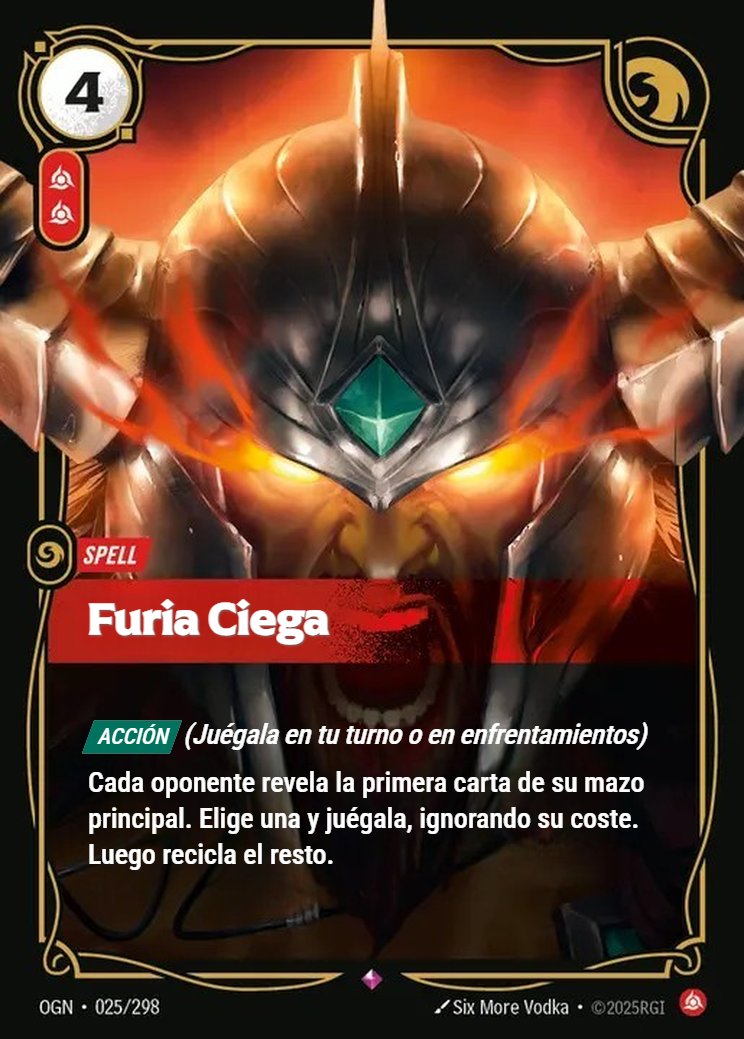 4
SPELL
Furia Ciega
ACCIÓN (Juégala en tu turno o en enfrentamientos)
Cada oponente revela la primera carta de su mazo
principal. Elige una y juégala, ignorando su coste.
Luego recicla el resto.
OGN • 025/298
Six More Vodka • ©2025RGI